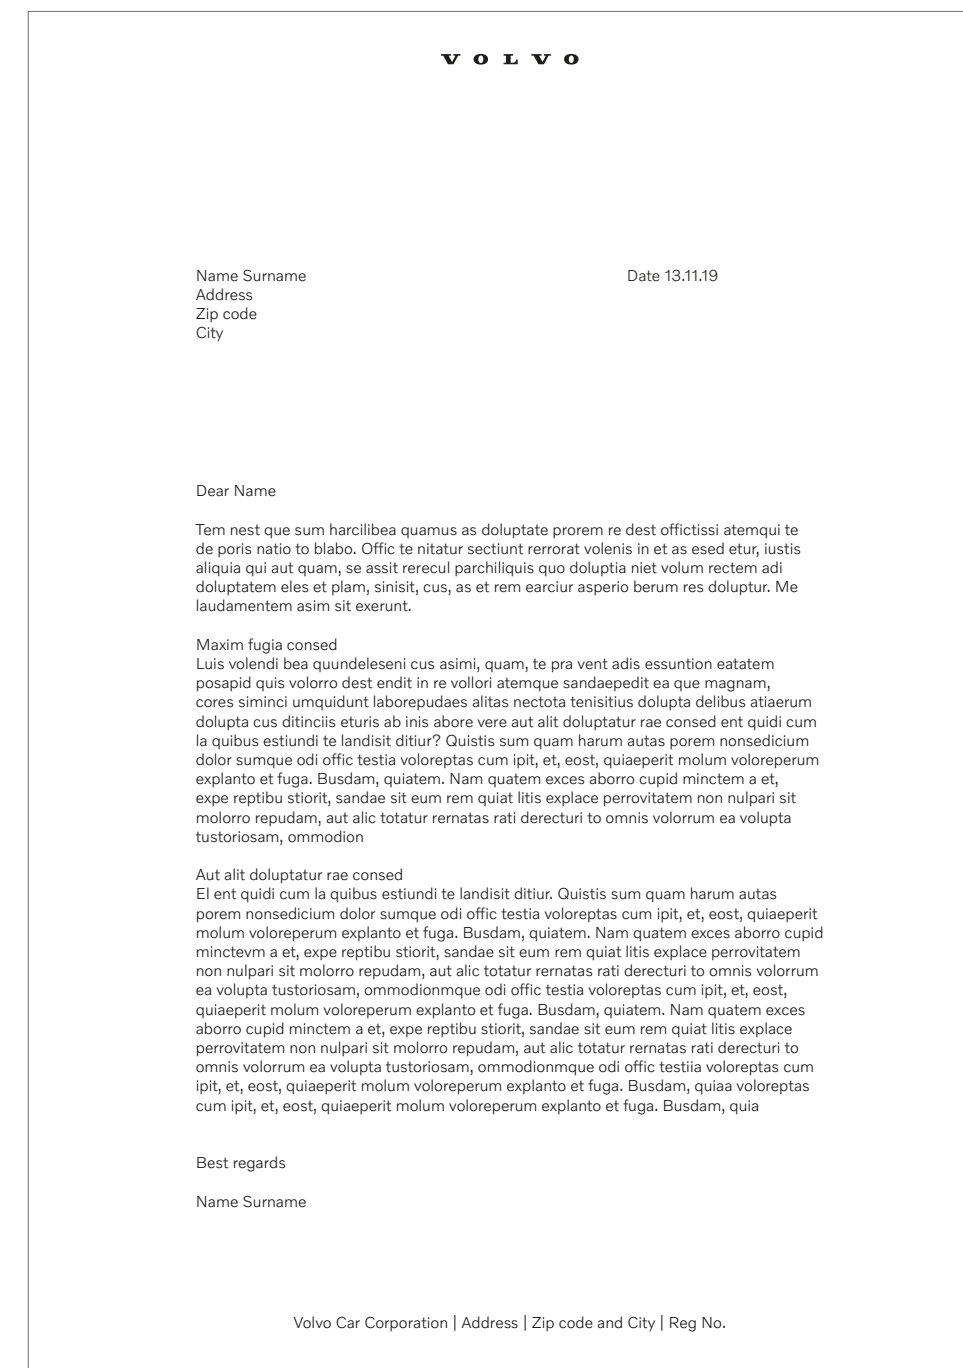 VOLVO
Name Surname
Date 13.11.19
Address
Zip code
City
Dear Name
Tem nest que sum harcilibea quamus as doluptate prorem re dest offictissi atemqui te
de poris natio to blabo. Offic te nitatur sectiunt rerrorat volenis in et as esed etur, iustis
aliquia qui aut quam, se assit rerecul parchiliquis quo doluptia niet volum rectem adi
doluptatem eles et plam, sinisit, cus, as et rem earciur asperio berum res doluptur. Me
laudamentem asim sit exerunt.
Maxim fugia consed
Luis volendi bea quundeleseni cus asimi, quam, te pra vent adis essuntion eatatem
posapid quis volorro dest endit in re vollori atemque sandaepedit ea que magnam,
cores siminci umquidunt laborepudaes alitas nectota tenisitius dolupta delibus atiaerum
dolupta cus ditinciis eturis ab inis abore vere aut alit doluptatur rae consed ent quidi cum
la quibus estiundi te landisit ditiur? Quistis sum quam harum autas porem nonsedicium
dolor sumque odi offic testia voloreptas cum ipit, et, eost, quiaeperit molum voloreperum
explanto et fuga. Busdam, quiatem. Nam quatem exces aborro cupid minctem a et,
expe reptibu stiorit, sandae sit eum rem quiat litis explace perrovitatem non nulpari sit
molorro repudam, aut alic totatur rernatas rati derecturi to omnis volorrum ea volupta
tustoriosam, ommodion
Aut alit doluptatur rae consed
El ent quidi cum la quibus estiundi te landisit ditiur. Quistis sum quam harum autas
porem nonsedicium dolor sumque odi offic testia voloreptas cum ipit, et, eost, quiaeperit
molum voloreperum explanto et fuga. Busdam, quiatem. Nam quatem exces aborro cupid
minctevm a et, expe reptibu stiorit, sandae sit eum rem quiat litis explace perrovitatem
non nulpari sit molorro repudam, aut alic totatur rernatas rati derecturi to omnis volorrum
ea volupta tustoriosam, ommodionmque odi offic testia voloreptas cum ipit, et, eost,
quiaeperit molum voloreperum explanto et fuga. Busdam, quiatem. Nam quatem exces
aborro cupid minctem a et, expe reptibu stiorit, sandae sit eum rem quiat litis explace
perrovitatem non nulpari sit molorro repudam, aut alic totatur rernatas rati derecturi to
omnis volorrum ea volupta tustoriosam, ommodionmque odi offic testiia voloreptas cum
ipit, et, eost, quiaeperit molum voloreperum explanto et fuga. Busdam, quiaa voloreptas
cum ipit, et, eost, quiaeperit molum voloreperum explanto et fuga. Busdam, quia
Best regards
Name Surname
Volvo Car Corporation | Address | Zip code and City | Reg No.